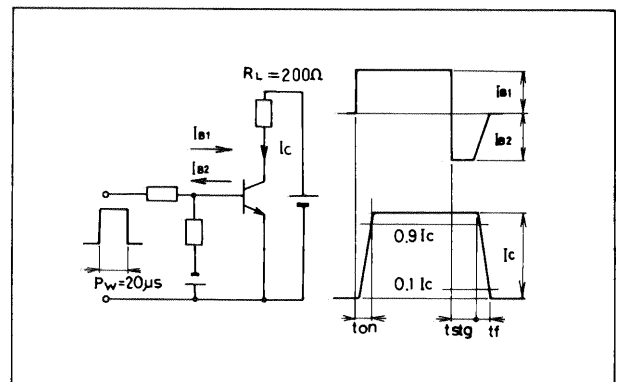 RL=200Ω
IB1
IB2
Ic
Pw=20μs
IB1
IB2
0.9 Ic
Ic
0.1 Ic
ton
tstg
tf